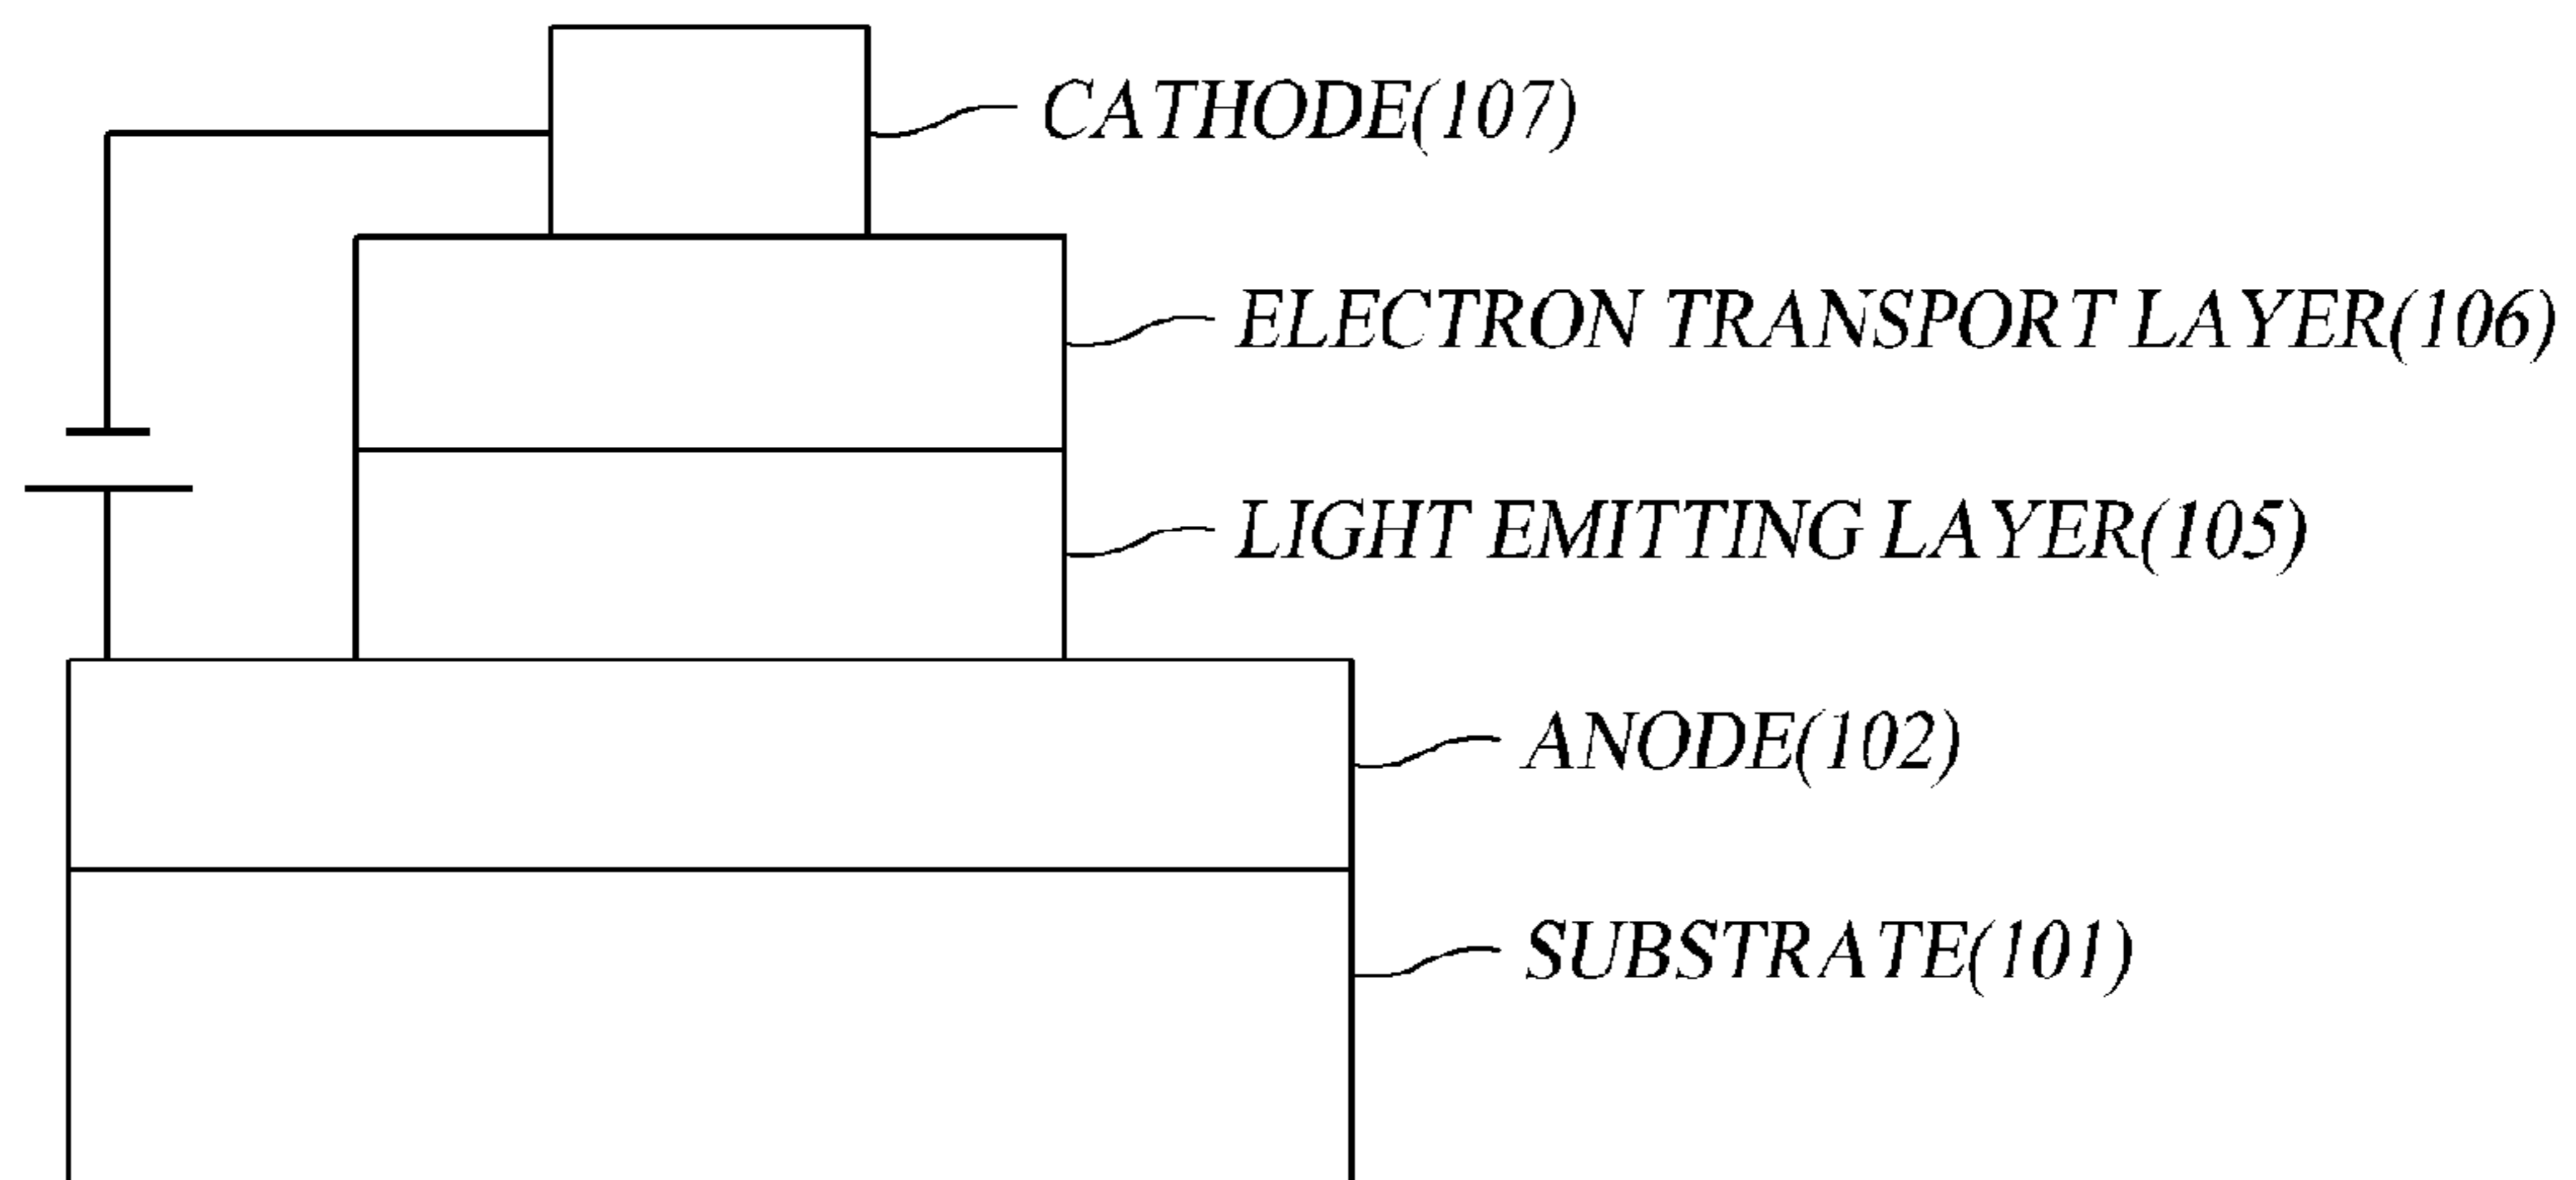 CATHODE(107)
ELECTRON TRANSPORT LAYER(106)
LIGHT EMITTING LAYER(105)
ANODE(102)
SUBSTRATE(101)